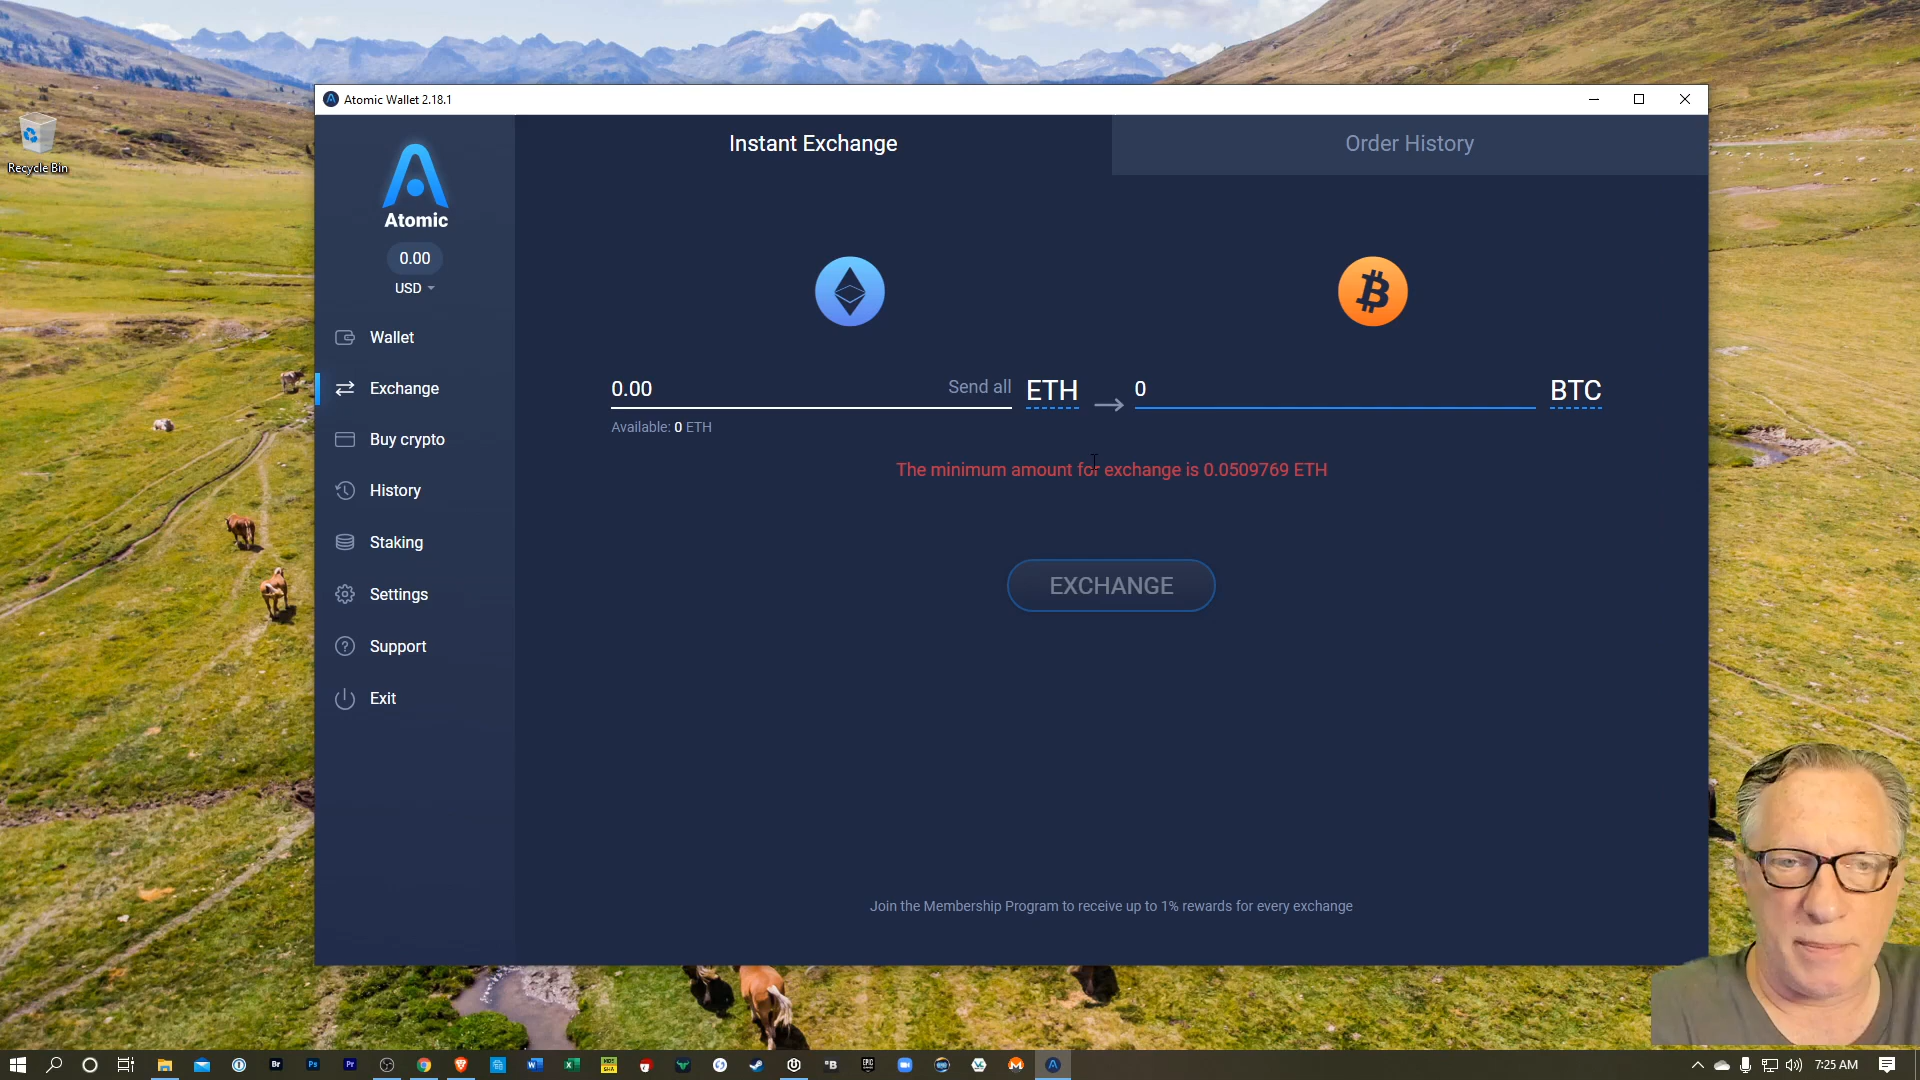 Recycle Bin
Atomic Wallet 2.18.1
Atomic
0.00
USD
Wallet
Exchange
Buy crypto
History
Staking
Settings
Support
Exit
Instant Exchange
Order History
0.00
Send all
ETH
0
BTC
Available: 0 ETH
The minimum amount for exchange is 0.0509769 ETH
EXCHANGE
Join the Membership Program to receive up to 1% rewards for every exchange
Br
Ps
Pr
7:25 AM